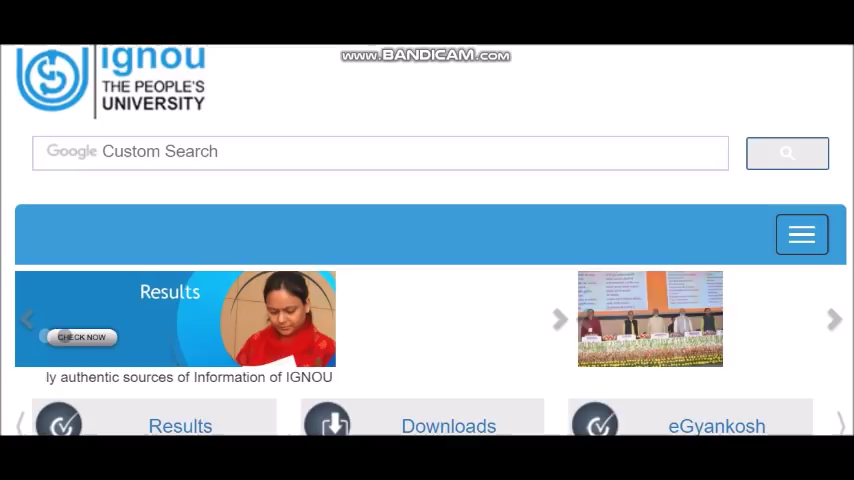 WWW.BANDICAM.COM
ignou
THE PEOPLE'S
UNIVERSITY
Google Custom Search
Results
CHECK NOW
ly authentic sources of Information of IGNOU
Results
Downloads
eGyankosh